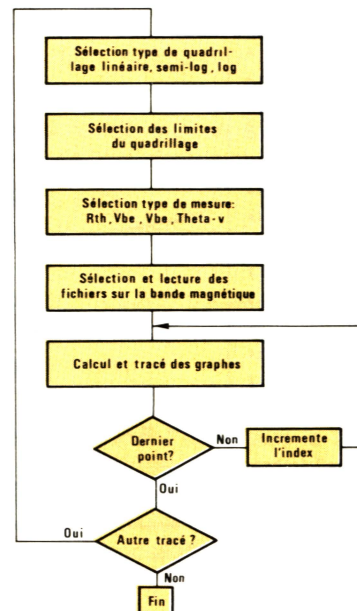 Sélection type de quadril-
lage linéaire, semi-log, log
Sélection des limites
du quadrillage
Sélection type de mesure:
Rth, Vbe, Vbe, Theta-v
Sélection et lecture des
fichiers sur la bande magnétique
Calcul et tracé des graphes
Dernier
point?
Non
Incremente
l'index
Oui
Oui
Autre tracé ?
Non
Fin